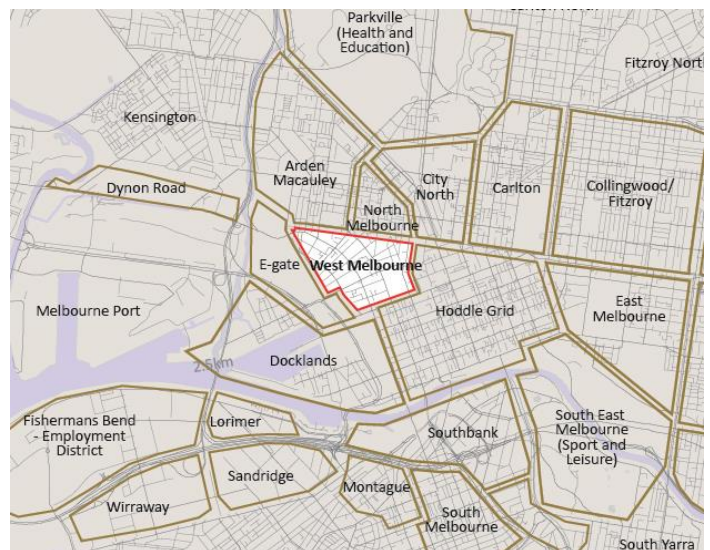 Carlton North
Parkville
(Health and
Education)
Fitzroy Nort
Kensington
Arden
Macauley
City
North
Carlton
Collingwood/
Fitzroy
Dynon Road
North
Melbourne
E-gate
West Melbourne
Melbourne Port
Hoddle Grid
East
Melbourne
Docklands
2.5km
Fishermans Bend
- Employment
District
Lorimer
Southbank
South East
Melbourne
(Sport and
Leisure)
Sandridge
Montague
Wirraway
South
Melbourne
South Yarra